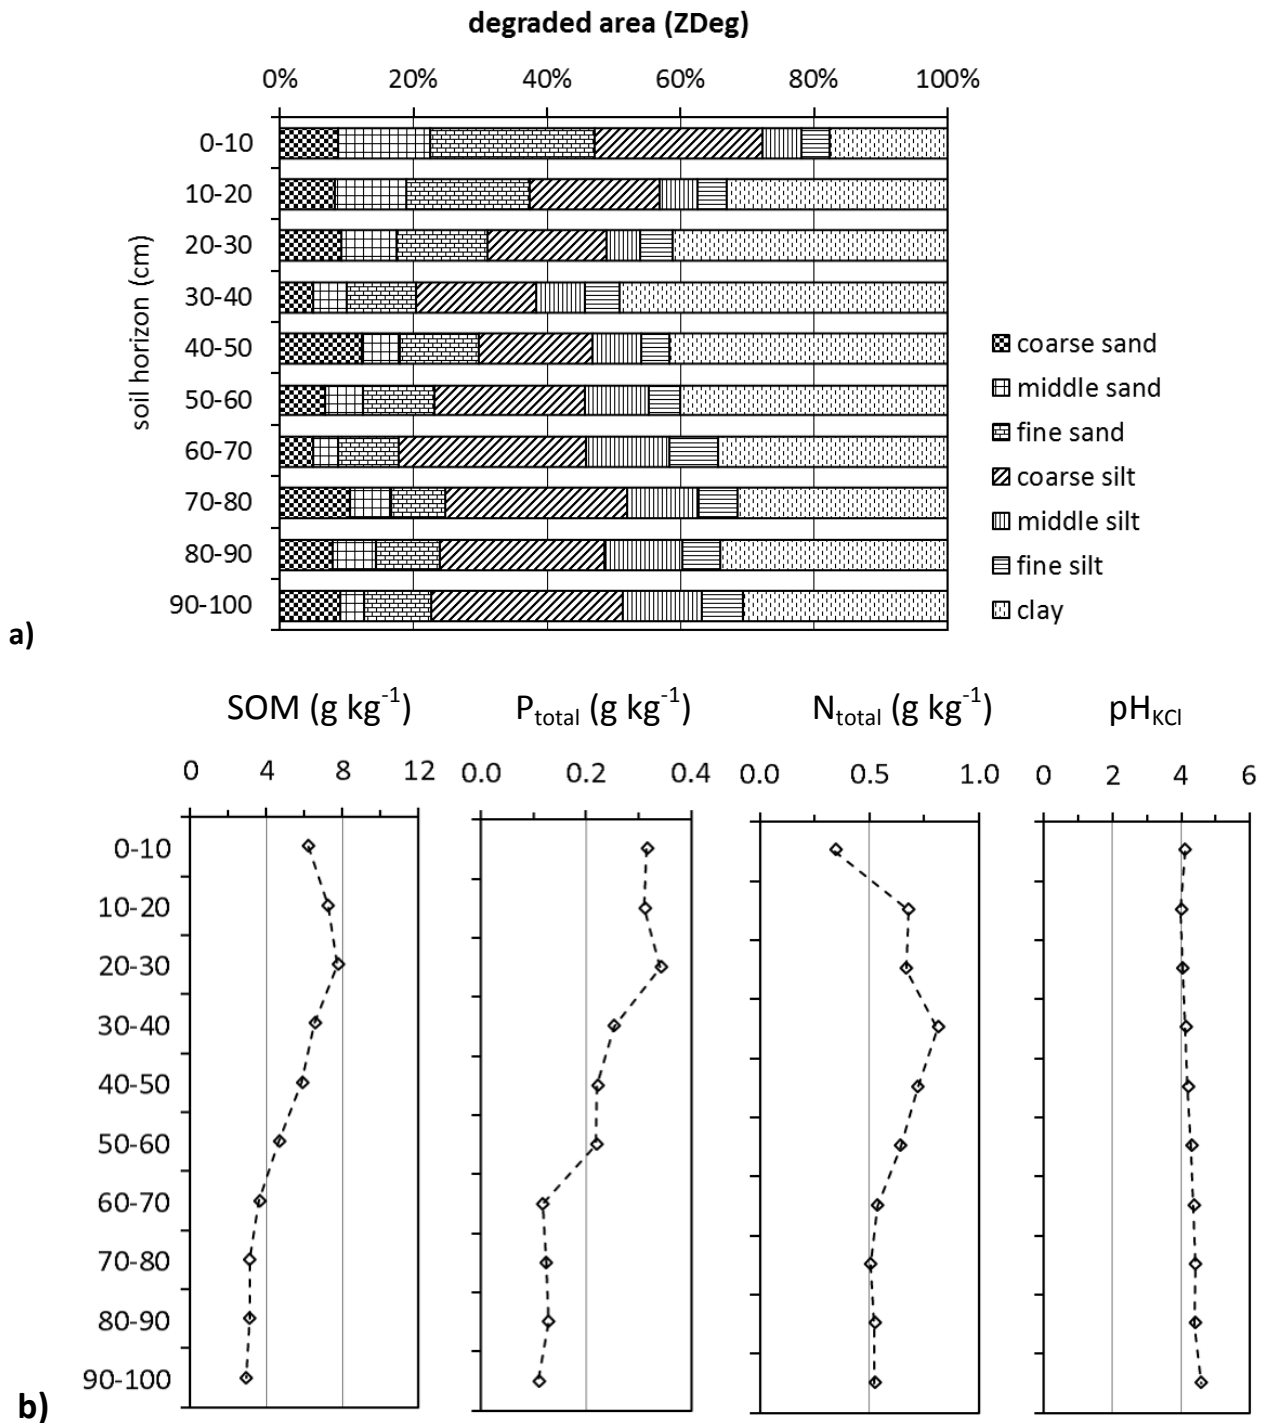 degraded area (ZDeg)
0% 20% 40% 60% 80% 100%
soil horizon (cm)
0-10
10-20
20-30
30-40
40-50
50-60
60-70
70-80
80-90
90-100
coarse sand
middle sand
fine sand
coarse silt
middle silt
fine silt
clay
a)
SOM (g kg⁻¹) P_total (g kg⁻¹) N_total (g kg⁻¹) pH_KCl
0 4 8 12 0.0 0.2 0.4 0.0 0.5 1.0 0 2 4 6
0-10
10-20
20-30
30-40
40-50
50-60
60-70
70-80
80-90
90-100
b)